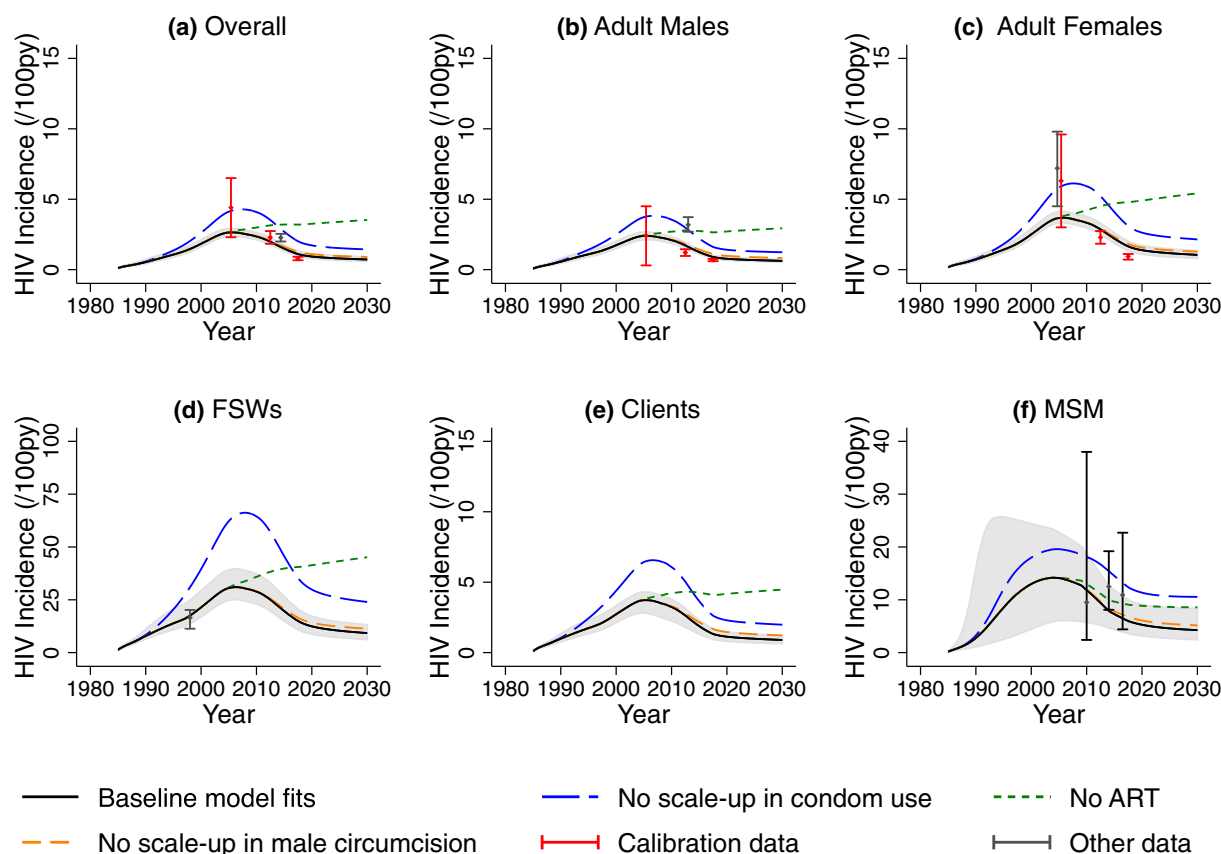 (a) Overall
(b) Adult Males
(c) Adult Females
HIV Incidence (/100py)
15
10
5
0
1980 1990 2000 2010 2020 2030
Year
HIV Incidence (/100py)
15
10
5
0
1980 1990 2000 2010 2020 2030
Year
HIV Incidence (/100py)
15
10
5
0
1980 1990 2000 2010 2020 2030
Year
(d) FSWs
(e) Clients
(f) MSM
HIV Incidence (/100py)
100
75
50
25
0
1980 1990 2000 2010 2020 2030
Year
HIV Incidence (/100py)
15
10
5
0
1980 1990 2000 2010 2020 2030
Year
HIV Incidence (/100py)
40
30
20
10
0
1980 1990 2000 2010 2020 2030
Year
Baseline model fits
No scale-up in condom use
No ART
No scale-up in male circumcision
Calibration data
Other data